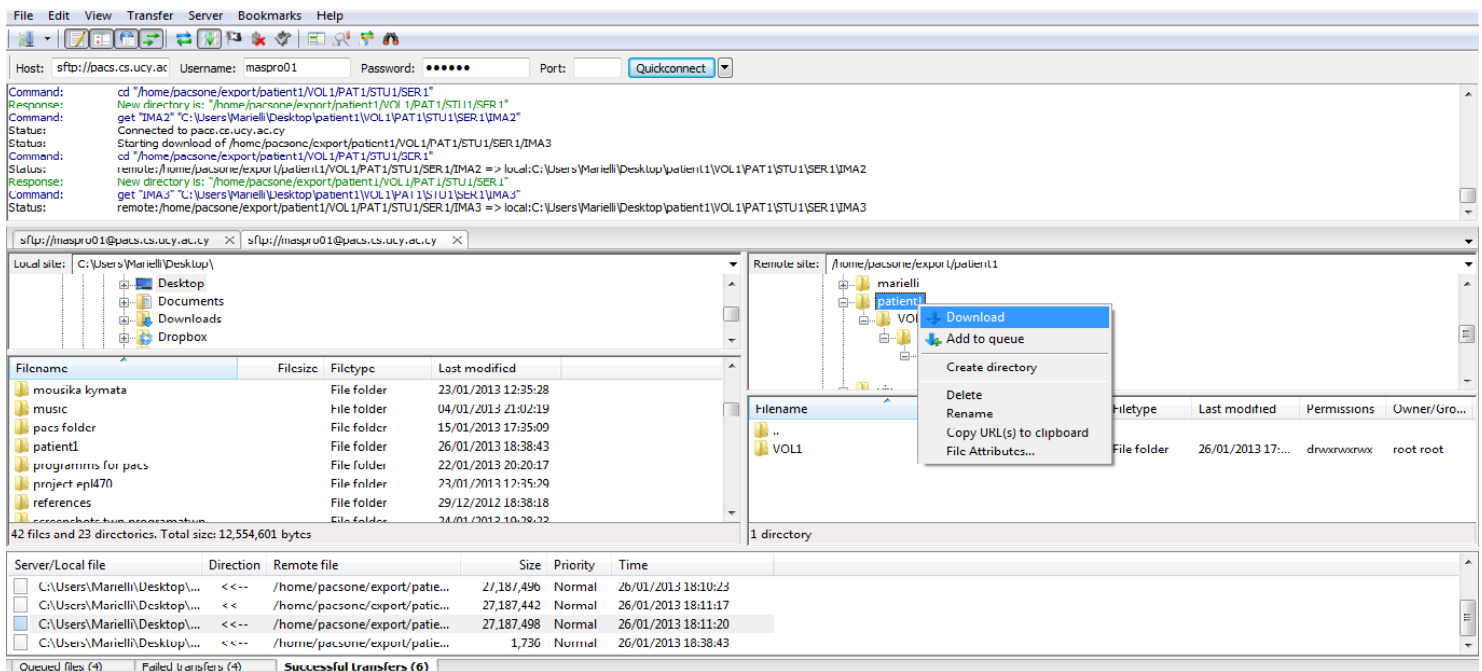 File Edit View Transfer Server Bookmarks Help
Host: sftp://pacs.cs.ucy.ac Username: maspro01 Password: •••••• Port: Quickconnect
Command: cd "/home/pacsone/export/patient1/VOL1/PAT1/STU1/SER1"
Response: New directory is: "/home/pacsone/export/patient1/VOL1/PAT1/STU1/SER1"
Command: get "IMA2" "C:\Users\Marielli\Desktop\patient1\VOL1\PAT1\STU1\SER1\IMA2"
Status: Connected to pacs.cs.ucy.ac.cy
Status: Starting download of /home/pacsone/export/patient1/VOL1/PAT1/STU1/SER1/IMA3
Command: cd "/home/pacsone/export/patient1/VOL1/PAT1/STU1/SER1"
Status: remote:/home/pacsone/export/patient1/VOL1/PAT1/STU1/SER1/IMA2 => local:C:\Users\Marielli\Desktop\patient1\VOL1\PAT1\STU1\SER1\IMA2
Response: New directory is: "/home/pacsone/export/patient1/VOL1/PAT1/STU1/SER1"
Command: get "IMA3" "C:\Users\Marielli\Desktop\patient1\VOL1\PAT1\STU1\SER1\IMA3"
Status: remote:/home/pacsone/export/patient1/VOL1/PAT1/STU1/SER1/IMA3 => local:C:\Users\Marielli\Desktop\patient1\VOL1\PAT1\STU1\SER1\IMA3
sftp://maspro01@pacs.cs.ucy.ac.cy sftp://maspro01@pacs.cs.ucy.ac.cy
Local site: C:\Users\Marielli\Desktop\
Desktop
Documents
Downloads
Dropbox
Filename Filesize Filetype Last modified
mousika kymata File folder 23/01/2013 12:35:28
music File folder 04/01/2013 21:02:19
pacs folder File folder 15/01/2013 17:35:09
patient1 File folder 26/01/2013 18:38:43
programms for pacs File folder 22/01/2013 20:20:17
project epl470 File folder 23/01/2013 12:35:29
references File folder 29/12/2012 18:38:18
screenshots twn programatwn File folder 24/01/2013 19:28:23
42 files and 23 directories. Total size: 12,554,601 bytes
Remote site: /home/pacsone/export/patient1
marielli
patient1
VOL
Download
Add to queue
Create directory
Delete
Rename
Copy URL(s) to clipboard
File Attributes...
Filename Filetype Last modified Permissions Owner/Gro...
..
VOL1 File folder 26/01/2013 17:... drwxrwxrwx root root
1 directory
Server/Local file Direction Remote file Size Priority Time
C:\Users\Marielli\Desktop\... <<-- /home/pacsone/export/patie... 27,187,496 Normal 26/01/2013 18:10:23
C:\Users\Marielli\Desktop\... <<-- /home/pacsone/export/patie... 27,187,442 Normal 26/01/2013 18:11:17
C:\Users\Marielli\Desktop\... <<-- /home/pacsone/export/patie... 27,187,498 Normal 26/01/2013 18:11:20
C:\Users\Marielli\Desktop\... <<-- /home/pacsone/export/patie... 1,736 Normal 26/01/2013 18:38:43
Queued files (4) Failed transfers (4) Successful transfers (6)